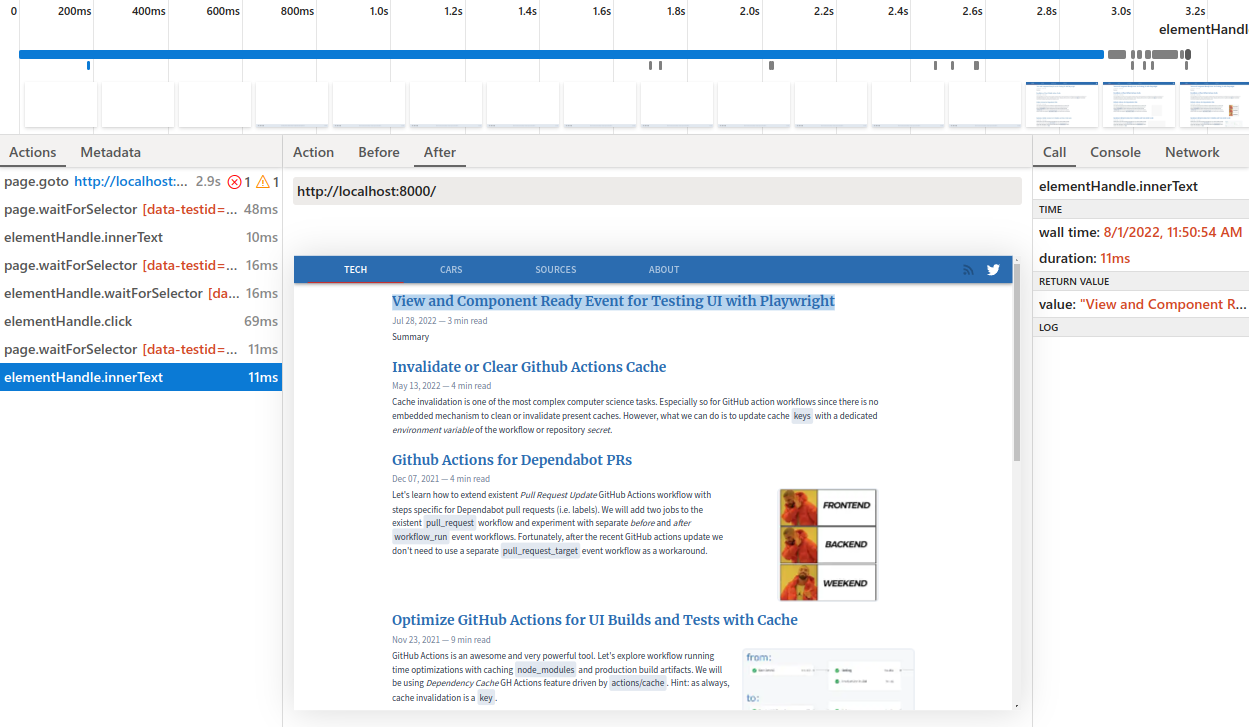 0 200ms 400ms 600ms 800ms 1.0s 1.2s 1.4s 1.6s 1.8s 2.0s 2.2s 2.4s 2.6s 2.8s 3.0s 3.2s
elementHandl
Actions Metadata
page.goto http://localhost:... 2.9s 1 1
page.waitForSelector [data-testid=... 48ms
elementHandle.innerText 10ms
page.waitForSelector [data-testid=... 16ms
elementHandle.waitForSelector [da... 16ms
elementHandle.click 69ms
page.waitForSelector [data-testid=... 11ms
elementHandle.innerText 11ms
Action Before After
http://localhost:8000/
TECH CARS SOURCES ABOUT
View and Component Ready Event for Testing UI with Playwright
Jul 28, 2022 — 3 min read
Summary
Invalidate or Clear Github Actions Cache
May 13, 2022 — 4 min read
Cache invalidation is one of the most complex computer science tasks. Especially so for GitHub action workflows since there is no
embedded mechanism to clean or invalidate present caches. However, what we can do is to update cache keys with a dedicated
environment variable of the workflow or repository secret.
Github Actions for Dependabot PRs
Dec 07, 2021 — 4 min read
Let's learn how to extend existent Pull Request Update GitHub Actions workflow with
steps specific for Dependabot pull requests (i.e. labels). We will add two jobs to the
existent pull_request workflow and experiment with separate before and after
workflow_run event workflows. Fortunately, after the recent GitHub actions update we
don't need to use a separate pull_request_target event workflow as a workaround.
FRONTEND
BACKEND
WEEKEND
Optimize GitHub Actions for UI Builds and Tests with Cache
Nov 23, 2021 — 9 min read
GitHub Actions is an awesome and very powerful tool. Let's explore workflow running
time optimizations with caching node_modules and production build artifacts. We will
be using Dependency Cache GH Actions feature driven by actions/cache. Hint: as always,
cache invalidation is a key.
from:
to:
Call Console Network
elementHandle.innerText
TIME
wall time: 8/1/2022, 11:50:54 AM
duration: 11ms
RETURN VALUE
value: "View and Component R...
LOG